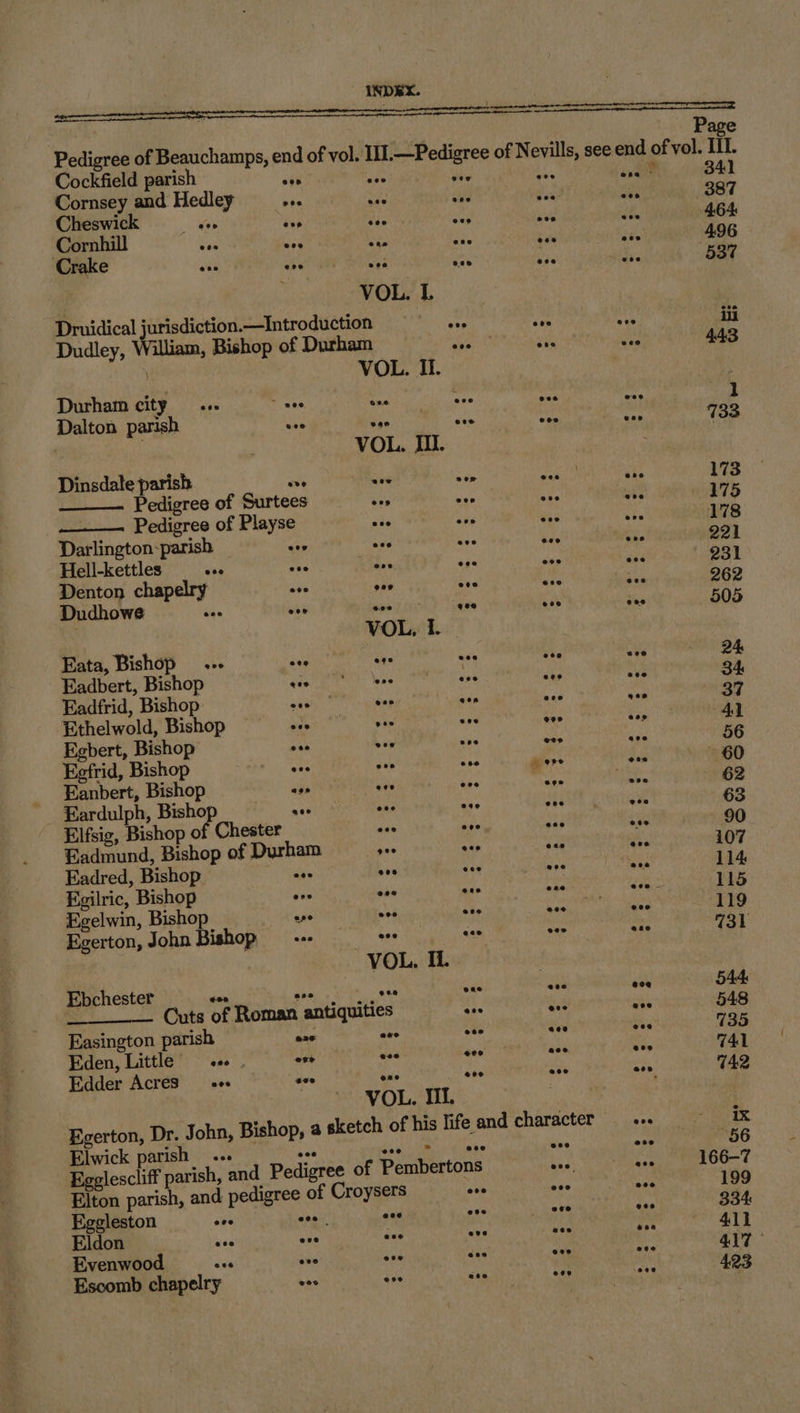 INDEX.
Page
Pedigree of Beauchamps, end of vol. III.—Pedigree of Nevills, see end of vol. III.
Cockfield parish ... ... ... ... ... 341
Cornsey and Hedley ... ... ... ... ... 387
Cheswick ... ... ... ... ... ... 464
Cornhill ... ... ... ... ... ... 496
Crake ... ... ... ... ... ... 537
VOL. I.
Druidical jurisdiction.—Introduction ... ... ... iii
Dudley, William, Bishop of Durham ... ... ... 443
VOL. II.
Durham city ... ... ... ... ... ... 1
Dalton parish ... ... ... ... ... 733
VOL. III.
Dinsdale parish ... ... ... ... ... 173
——— Pedigree of Surtees ... ... ... ... 175
——— Pedigree of Playse ... ... ... ... 178
Darlington parish ... ... ... ... ... 221
Hell-kettles ... ... ... ... ... ... 231
Denton chapelry ... ... ... ... ... 262
Dudhowe ... ... ... ... ... ... 505
VOL. I.
Eata, Bishop ... ... ... ... ... ... 24
Eadbert, Bishop ... ... ... ... ... 34
Eadfrid, Bishop ... ... ... ... ... 37
Ethelwold, Bishop ... ... ... ... ... 41
Egbert, Bishop ... ... ... ... ... 56
Egfrid, Bishop ... ... ... ... ... 60
Eanbert, Bishop ... ... ... ... ... 62
Eardulph, Bishop ... ... ... ... ... 63
Elfsig, Bishop of Chester ... ... ... ... 90
Eadmund, Bishop of Durham ... ... ... ... 107
Eadred, Bishop ... ... ... ... ... 114
Egilric, Bishop ... ... ... ... ... 115
Egelwin, Bishop ... ... ... ... ... 119
Egerton, John Bishop ... ... ... ... ... 731
VOL. II.
Ebchester ... ... ... ... ... ... 544
——— Cuts of Roman antiquities ... ... ... 548
Easington parish ... ... ... ... ... 735
Eden, Little ... ... ... ... ... ... 741
Edder Acres ... ... ... ... ... ... 742
VOL. III.
Egerton, Dr. John, Bishop, a sketch of his life and character ... ix
Elwick parish ... ... ... ... ... ... 56
Egglescliff parish, and Pedigree of Pembertons ... ... 166–7
Elton parish, and pedigree of Croysers ... ... ... 199
Eggleston ... ... ... ... ... ... 334
Eldon ... ... ... ... ... ... 411
Evenwood ... ... ... ... ... ... 417
Escomb chapelry ... ... ... ... ... 423